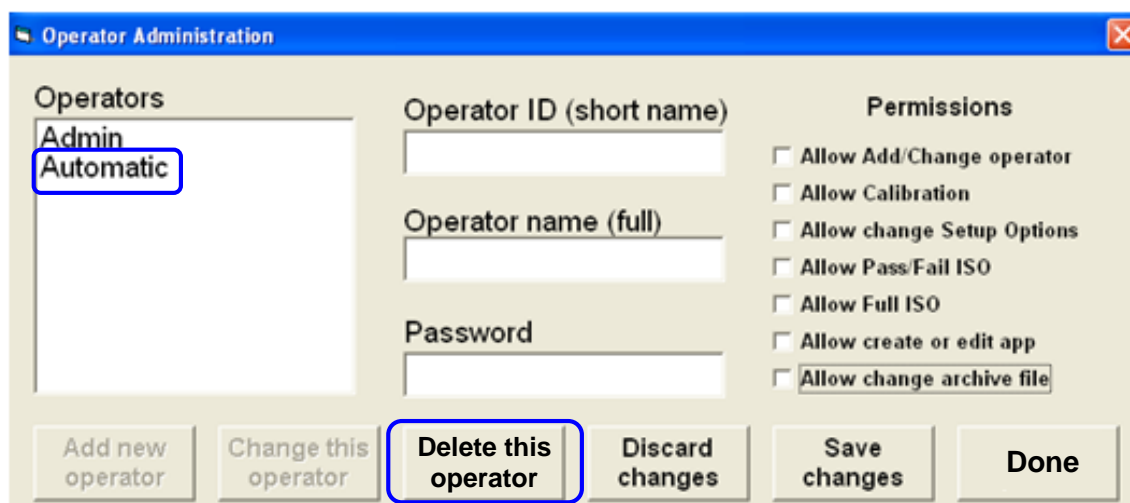 Operator Administration
Operators
Admin
Automatic
Operator ID (short name)
Operator name (full)
Password
Permissions
Allow Add/Change operator
Allow Calibration
Allow change Setup Options
Allow Pass/Fail ISO
Allow Full ISO
Allow create or edit app
Allow change archive file
Add new
operator
Change this
operator
Delete this
operator
Discard
changes
Save
changes
Done